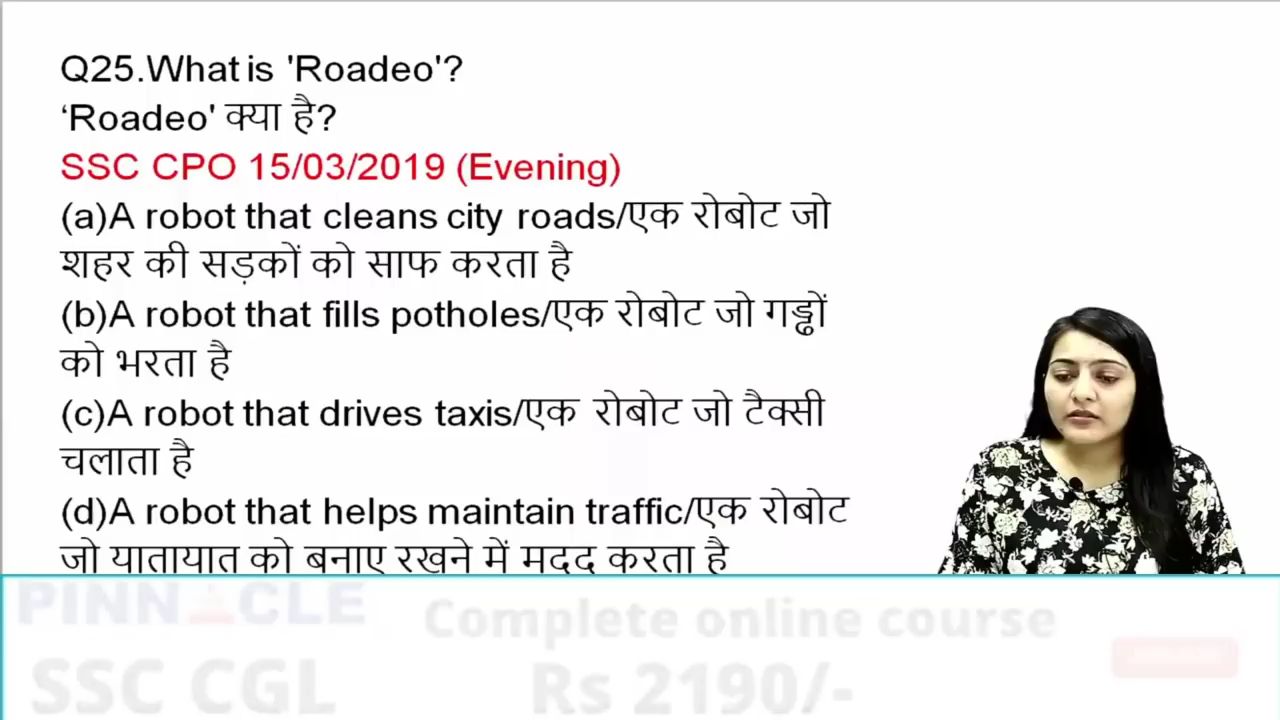 Q25.What is 'Roadeo'?
‘Roadeo' क्या है?
SSC CPO 15/03/2019 (Evening)
(a)A robot that cleans city roads/एक रोबोट जो
शहर की सड़कों को साफ करता है
(b)A robot that fills potholes/एक रोबोट जो गड्ढों
को भरता है
(c)A robot that drives taxis/एक रोबोट जो टैक्सी
चलाता है
(d)A robot that helps maintain traffic/एक रोबोट
जो यातायात को बनाए रखने में मदद करता है
PINNACLE
Complete online course
SSC CGL
Rs 2190/-